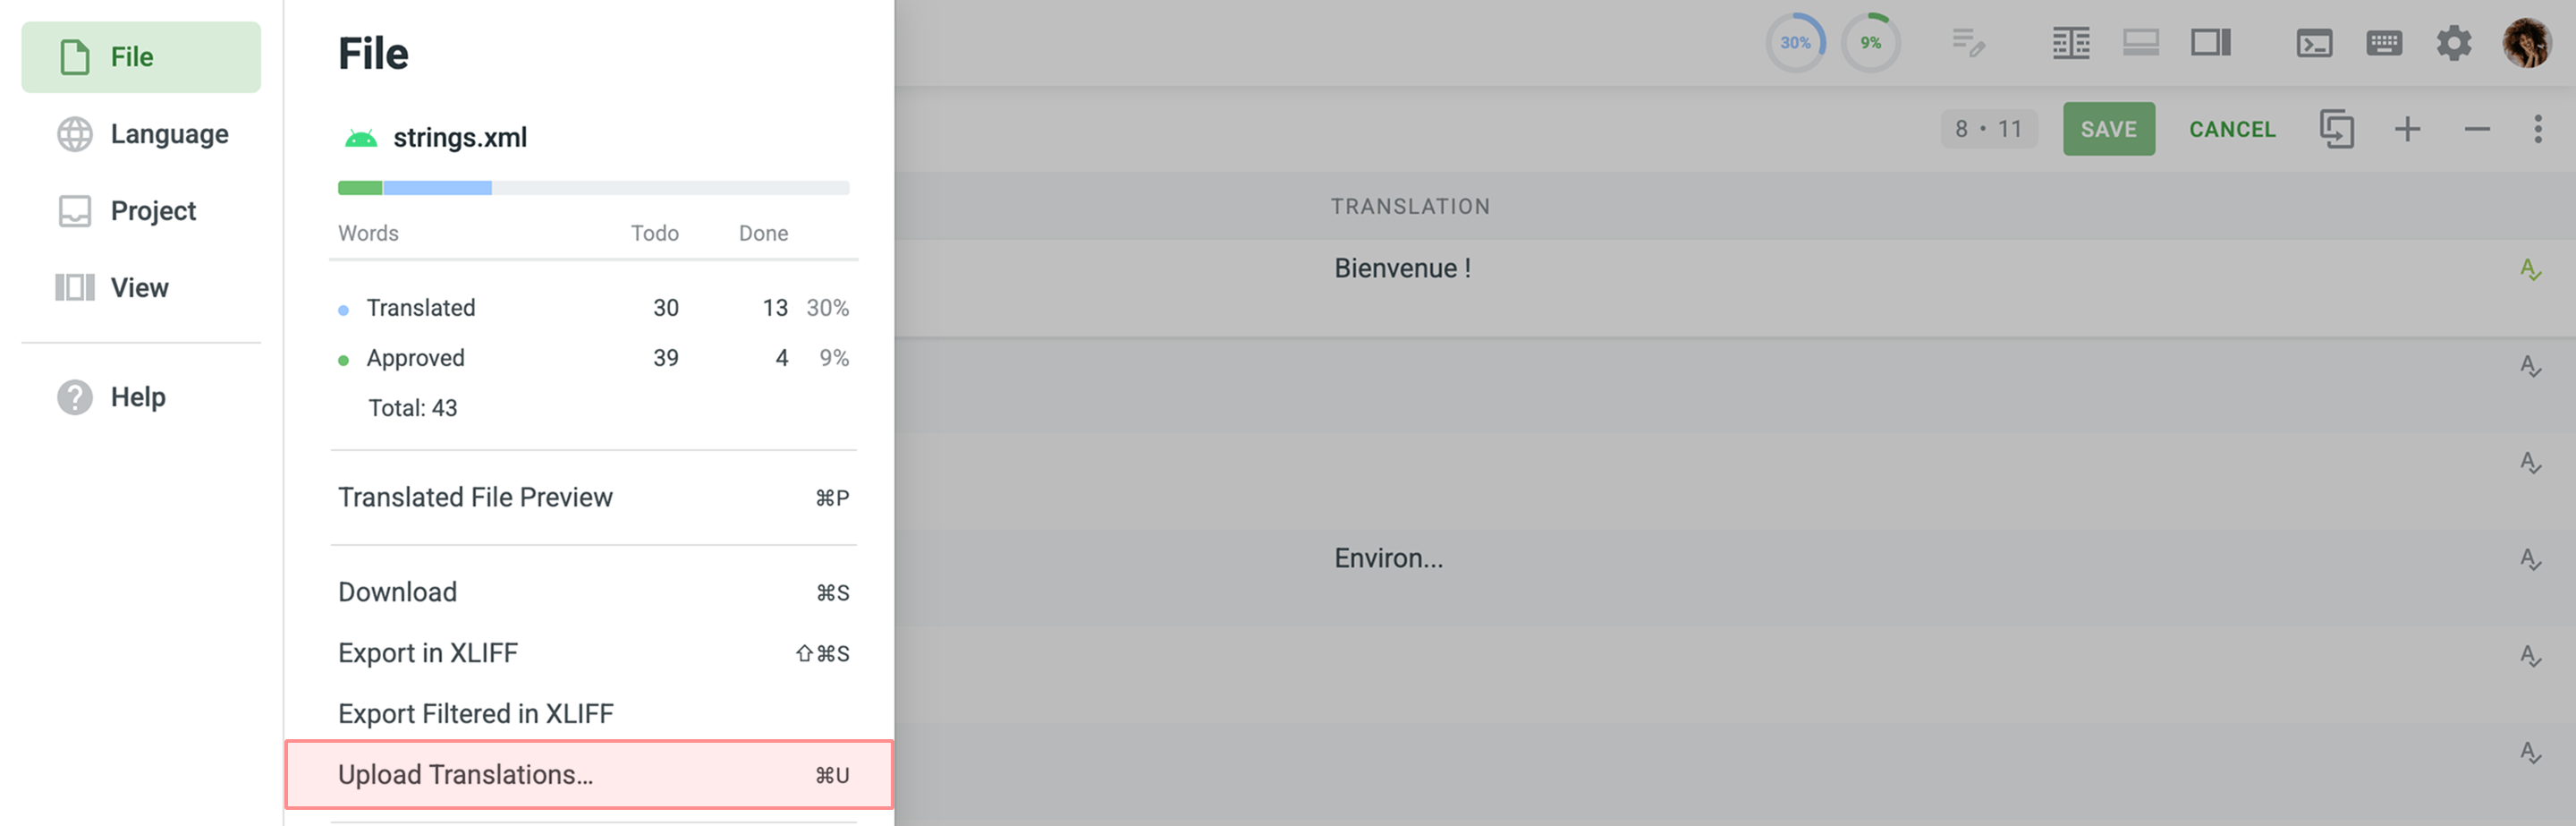 File
Language
Project
View
Help
File
strings.xml
Words Todo Done
Translated 30 13 30%
Approved 39 4 9%
Total: 43
Translated File Preview ⌘P
Download ⌘S
Export in XLIFF ⇧⌘S
Export Filtered in XLIFF
Upload Translations... ⌘U
30% 9%
8 • 11 SAVE CANCEL
TRANSLATION
Bienvenue !
Environ...